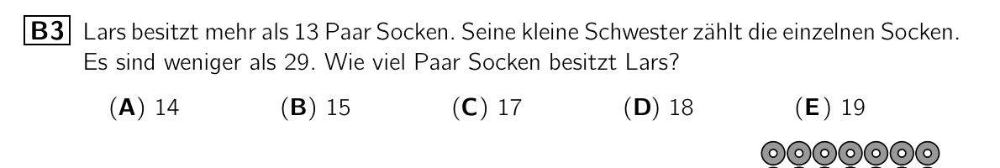 B3 Lars besitzt mehr als 13 Paar Socken. Seine kleine Schwester zählt die einzelnen Socken.
Es sind weniger als 29. Wie viel Paar Socken besitzt Lars?
(A) 14 (B) 15 (C) 17 (D) 18 (E) 19